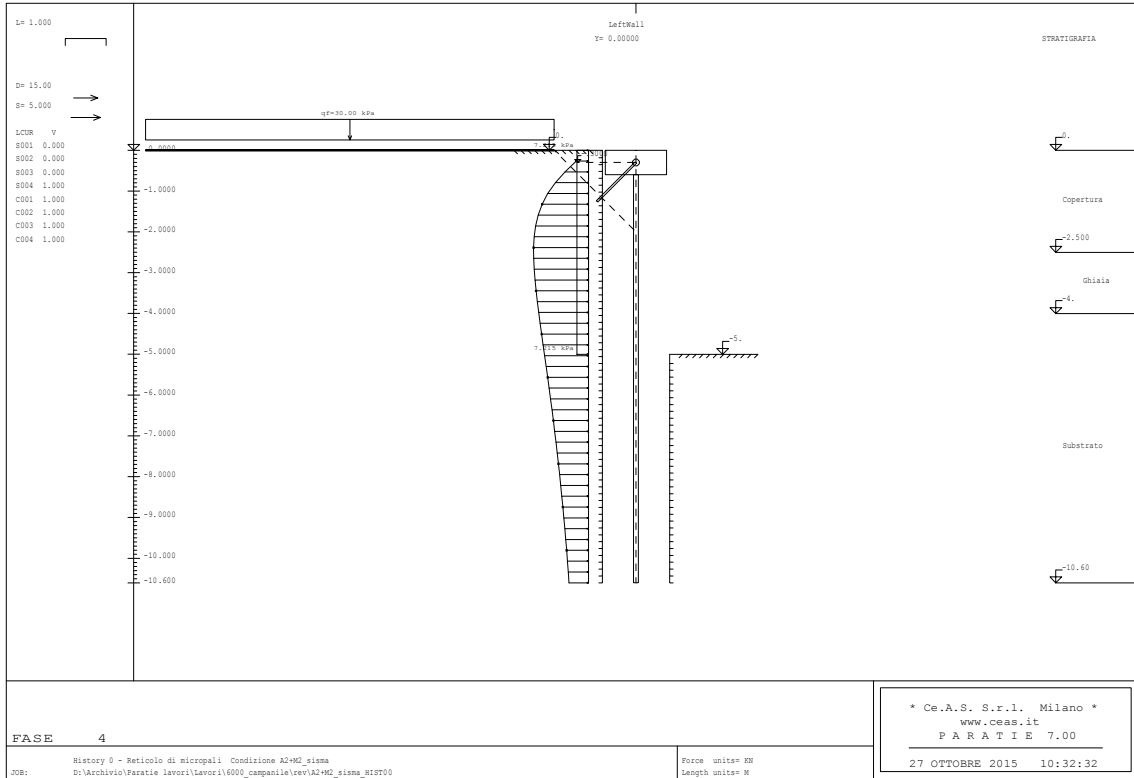 L= 1.000
LeftWall
Y= 0.00000
STRATIGRAFIA
D= 15.00
S= 5.000
qf=30.00 kPa
LCUR V
S001 0.000
S002 0.000
S003 0.000
S004 1.000
C001 1.000
C002 1.000
C003 1.000
C004 1.000
0.0000
-1.0000
-2.0000
-3.0000
-4.0000
-5.0000
-6.0000
-7.0000
-8.0000
-9.0000
-10.000
-10.600
0.
kPa
7.215 kPa
-5.
0.
Copertura
-2.500
Ghiaia
-4.
Substrato
-10.60
FASE 4
History 0 - Reticolo di micropali Condizione A2+M2_sisma
JOB: D:\Archivio\Paratie lavori\Lavori\6000_campanile\rev\A2+M2_sisma_HIST00
Force units= KN
Length units= M
* Ce.A.S. S.r.l. Milano *
www.ceas.it
P A R A T I E 7.00
27 OTTOBRE 2015 10:32:32